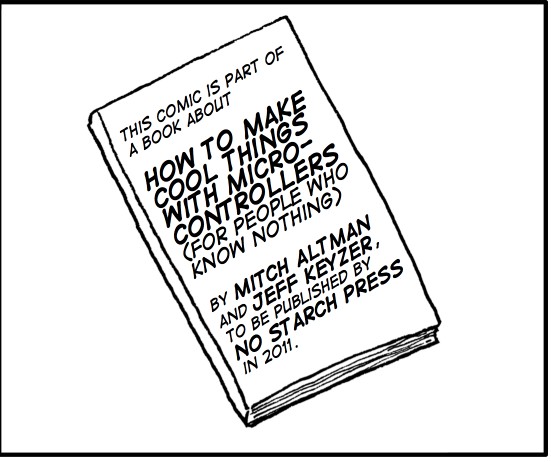 THIS COMIC IS PART OF
A BOOK ABOUT
HOW TO MAKE
COOL THINGS
WITH MICRO-
CONTROLLERS
(FOR PEOPLE WHO
KNOW NOTHING)
BY MITCH ALTMAN
AND JEFF KEYZER,
TO BE PUBLISHED BY
NO STARCH PRESS
IN 2011.